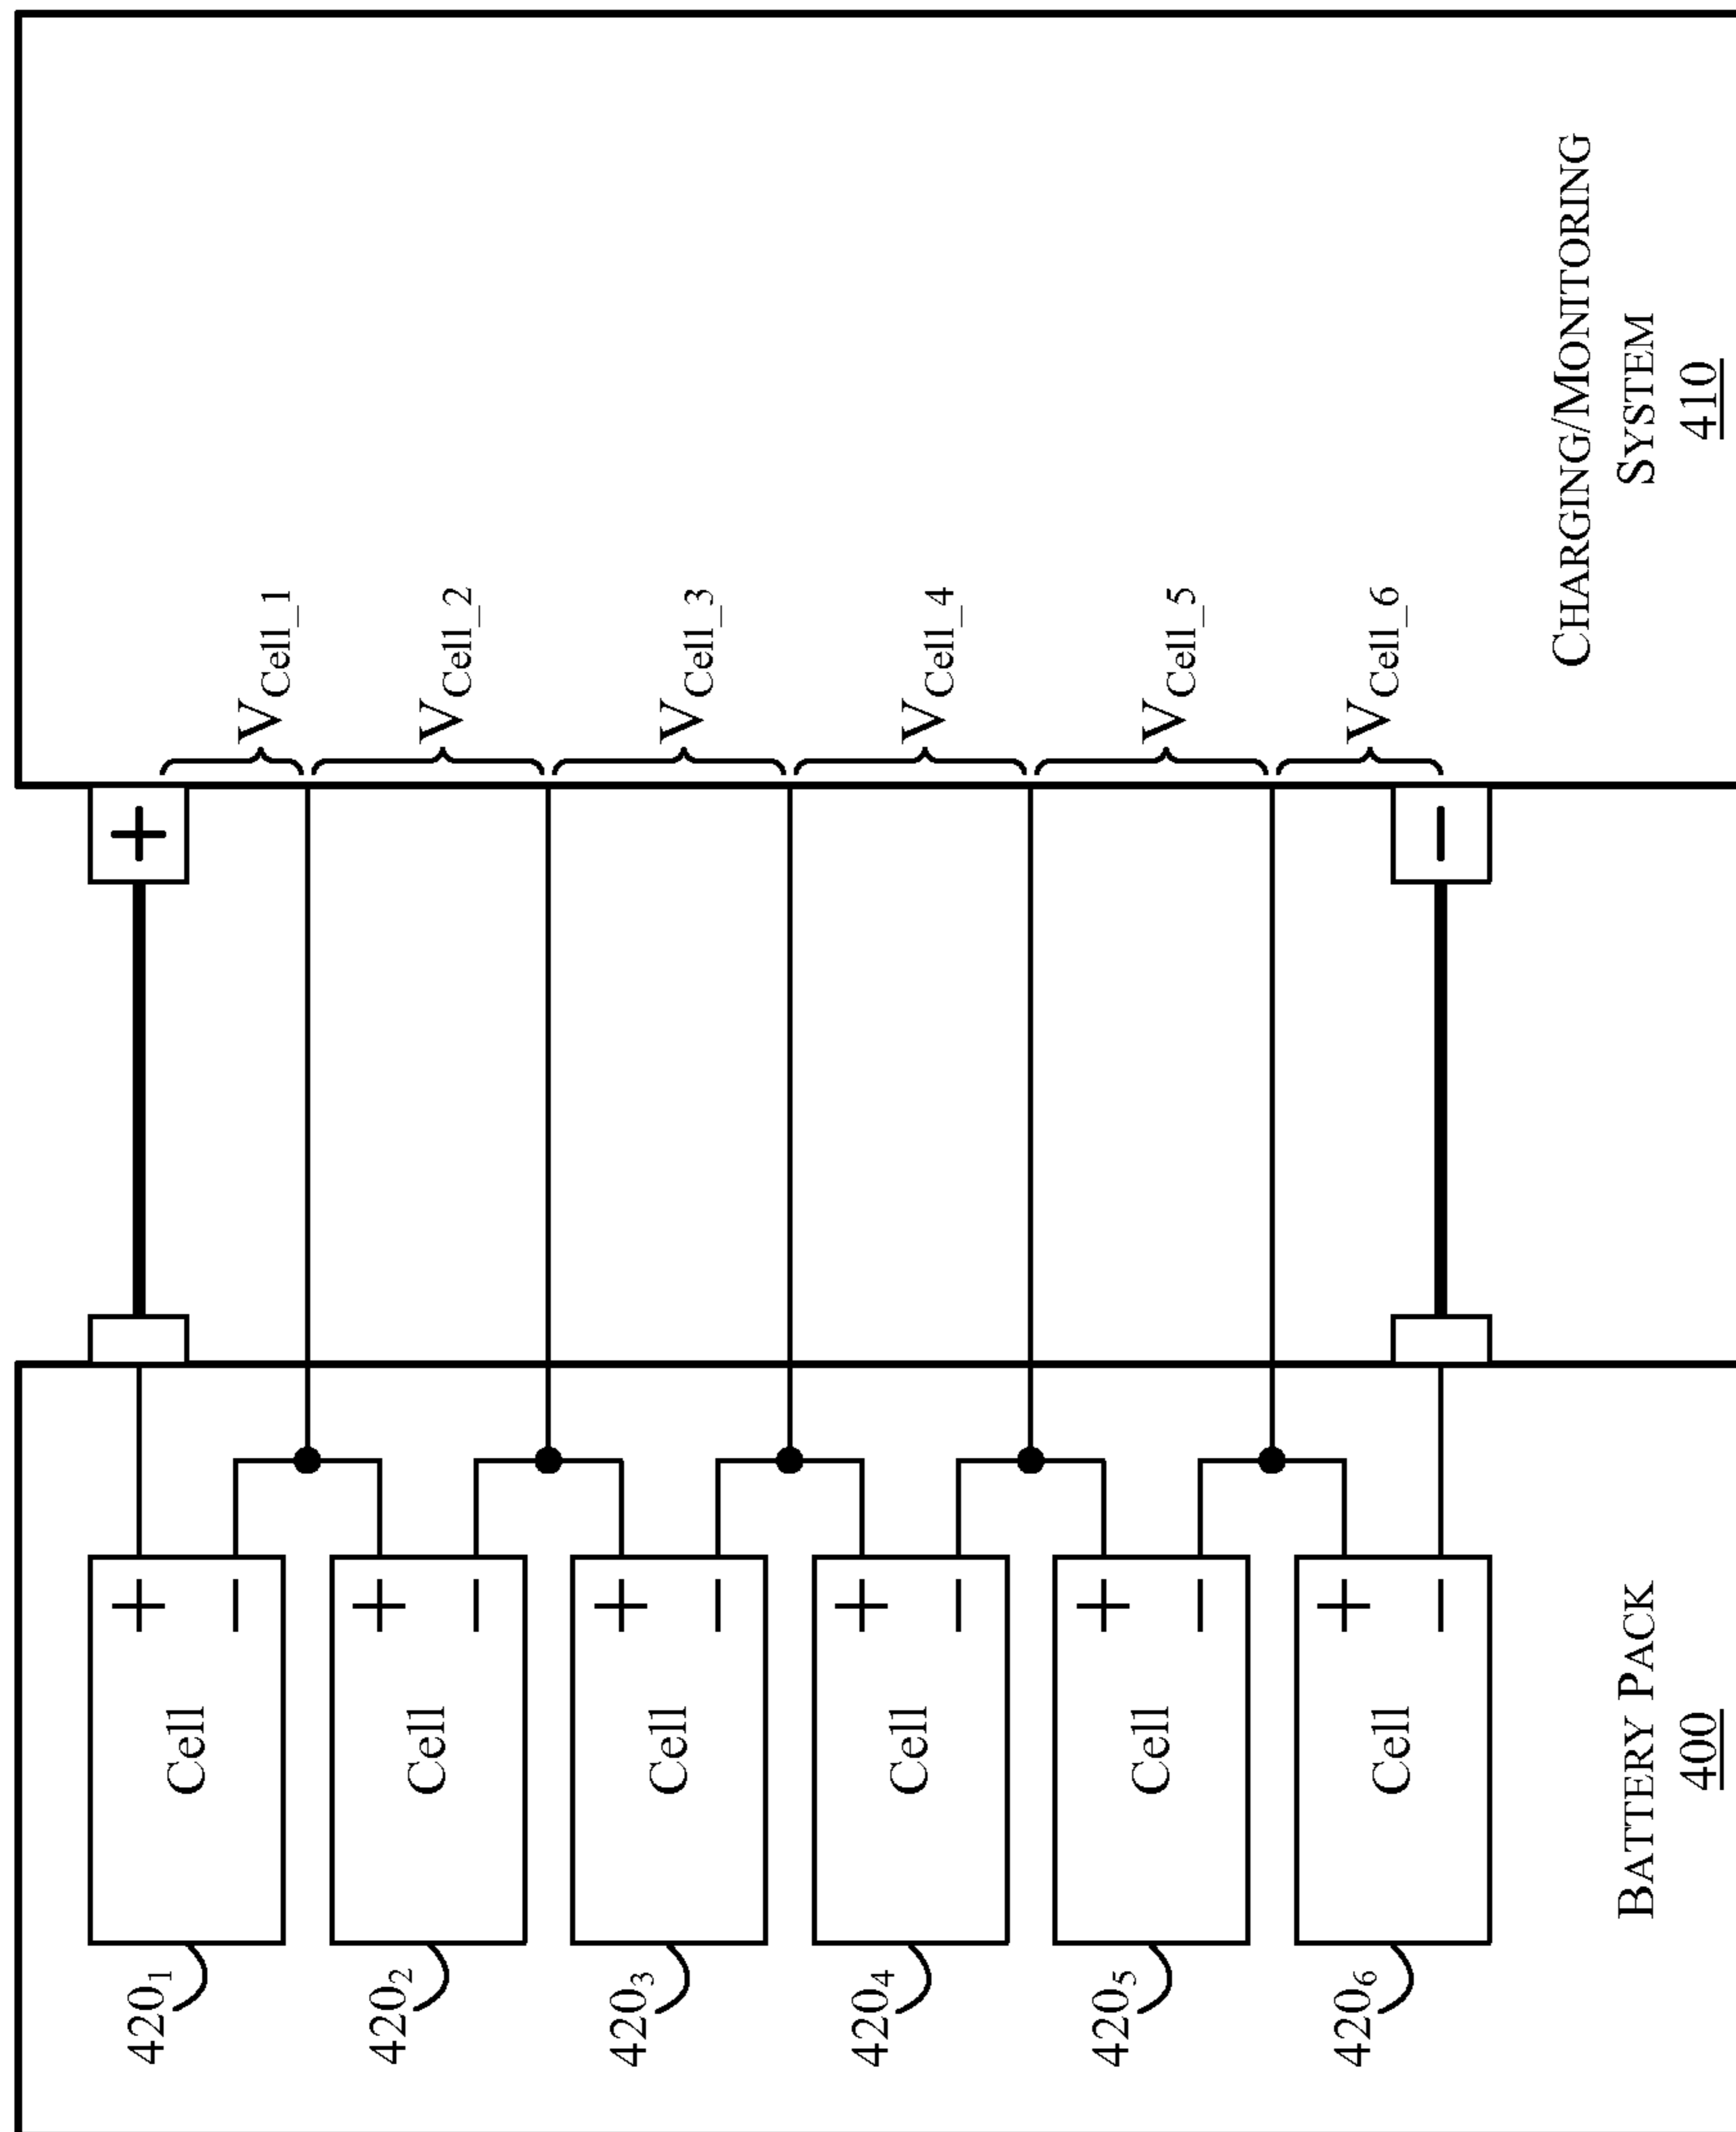 420₁
Cell
+
−
420₂
Cell
+
−
420₃
Cell
+
−
420₄
Cell
+
−
420₅
Cell
+
−
420₆
Cell
+
−
BATTERY PACK
400
+
−
VCell_1
VCell_2
VCell_3
VCell_4
VCell_5
VCell_6
CHARGING/MONITORING
SYSTEM
410